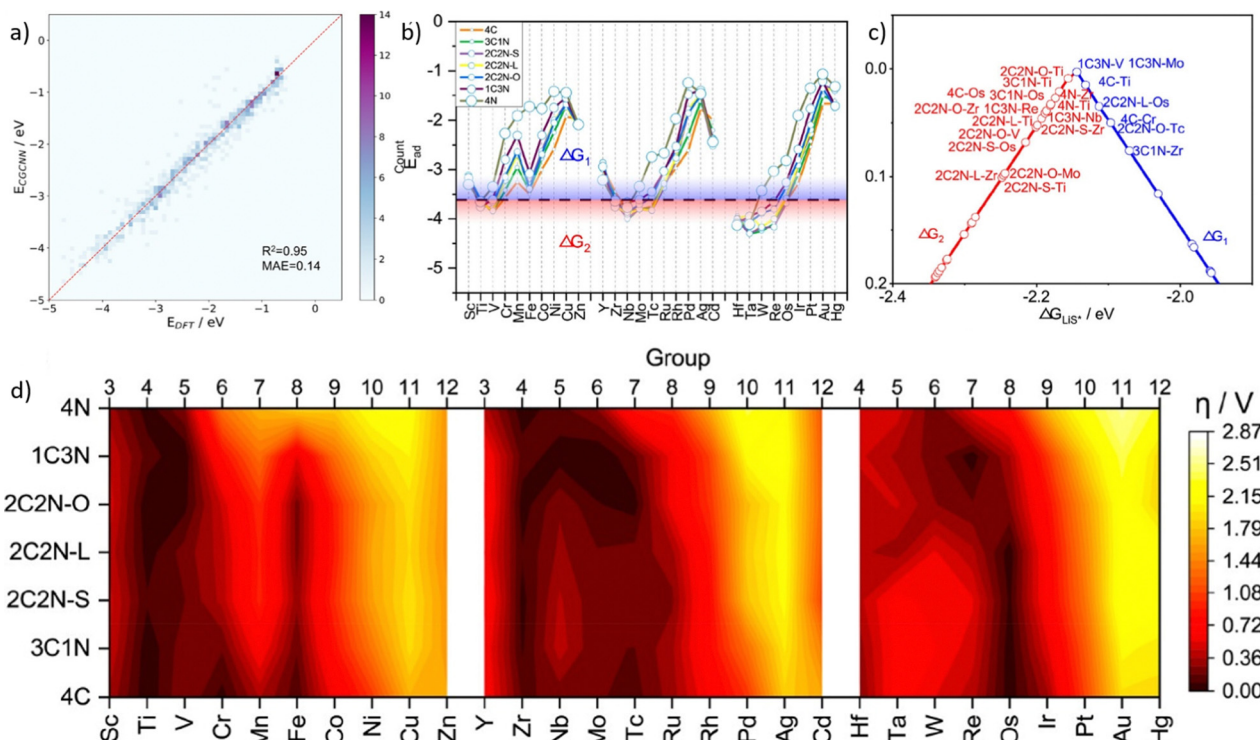 a)
0
-1
-2
-3
-4
-5
E_CGCNN / eV
R²=0.95
MAE=0.14
-5
-4
-3
-2
-1
0
E_DFT / eV
14
12
10
8
6
4
2
0
Count
b)
E_ad
0
-1
-2
-3
-4
-5
4C
3C1N
2C2N-S
2C2N-L
2C2N-O
1C3N
4N
△G₁
△G₂
Sc Ti V Cr Mn Fe Co Ni Cu Zn Y Zr Nb Mo Tc Ru Rh Pd Ag Cd Hf Ta W Re Os Ir Pt Au Hg
c)
0.0
0.1
0.2
1C3N-V 1C3N-Mo
2C2N-O-Ti
3C1N-Ti
4C-Ti
4C-Os
3C1N-Os
4N-Zr
2C2N-L-Os
2C2N-O-Zr
1C3N-Re
4N-Ti
1C3N-Nb
4C-Cr
2C2N-L-Ti
2C2N-S-Zr
2C2N-O-Tc
2C2N-O-V
2C2N-S-Os
3C1N-Zr
2C2N-L-Zr
2C2N-O-Mo
2C2N-S-Ti
△G₂
△G₁
-2.4
-2.2
-2.0
ΔG_LiS* / eV
d)
Group
3 4 5 6 7 8 9 10 11 12 3 4 5 6 7 8 9 10 11 12 4 5 6 7 8 9 10 11 12
4N
1C3N
2C2N-O
2C2N-L
2C2N-S
3C1N
4C
Sc Ti V Cr Mn Fe Co Ni Cu Zn Y Zr Nb Mo Tc Ru Rh Pd Ag Cd Hf Ta W Re Os Ir Pt Au Hg
η / V
2.87
2.51
2.15
1.79
1.44
1.08
0.72
0.36
0.00